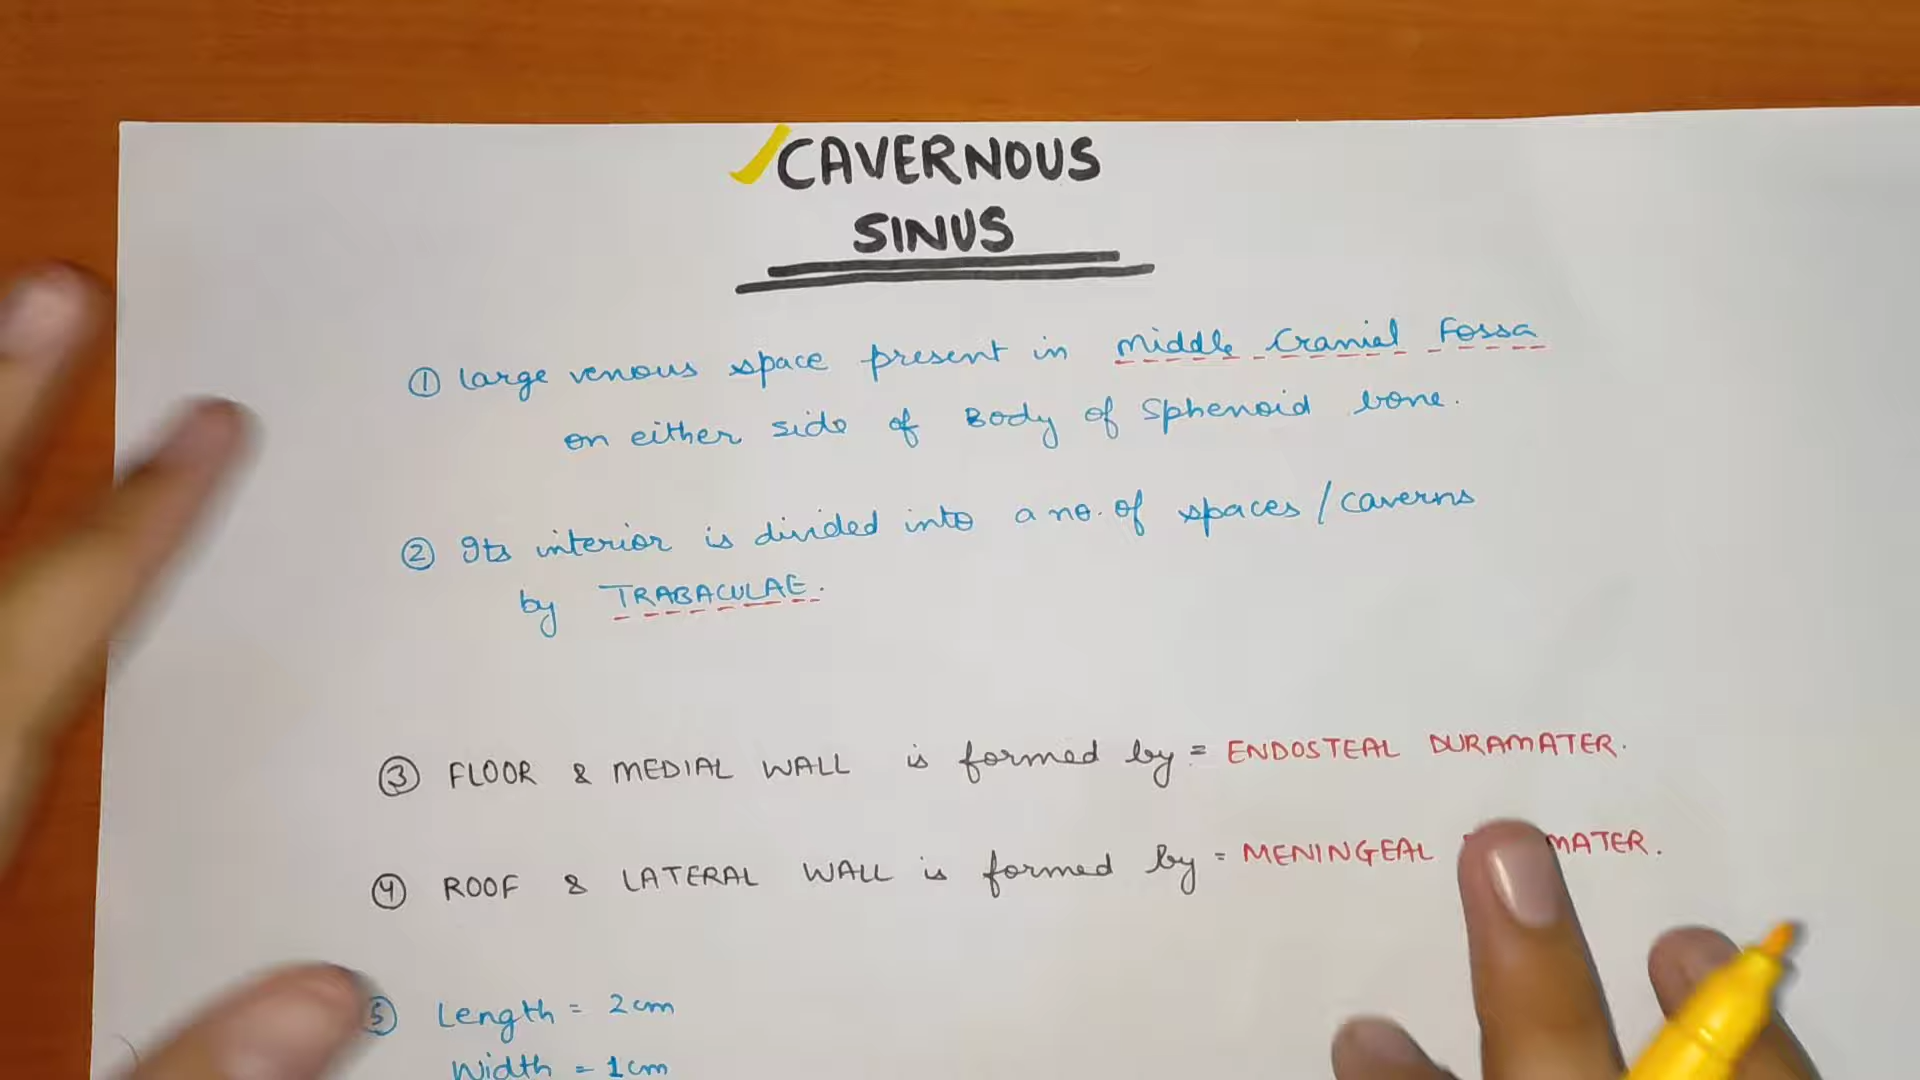 CAVERNOUS
SINUS
① Large venous space present in Middle Cranial Fossa
on either side of Body of Sphenoid bone.
② Its interior is divided into a no. of spaces / caverns
by TRABACULAE.
③ FLOOR & MEDIAL WALL is formed by = ENDOSTEAL DURAMATER.
④ ROOF & LATERAL WALL is formed by = MENINGEAL MATER.
⑤ Length = 2cm
Width = 1cm